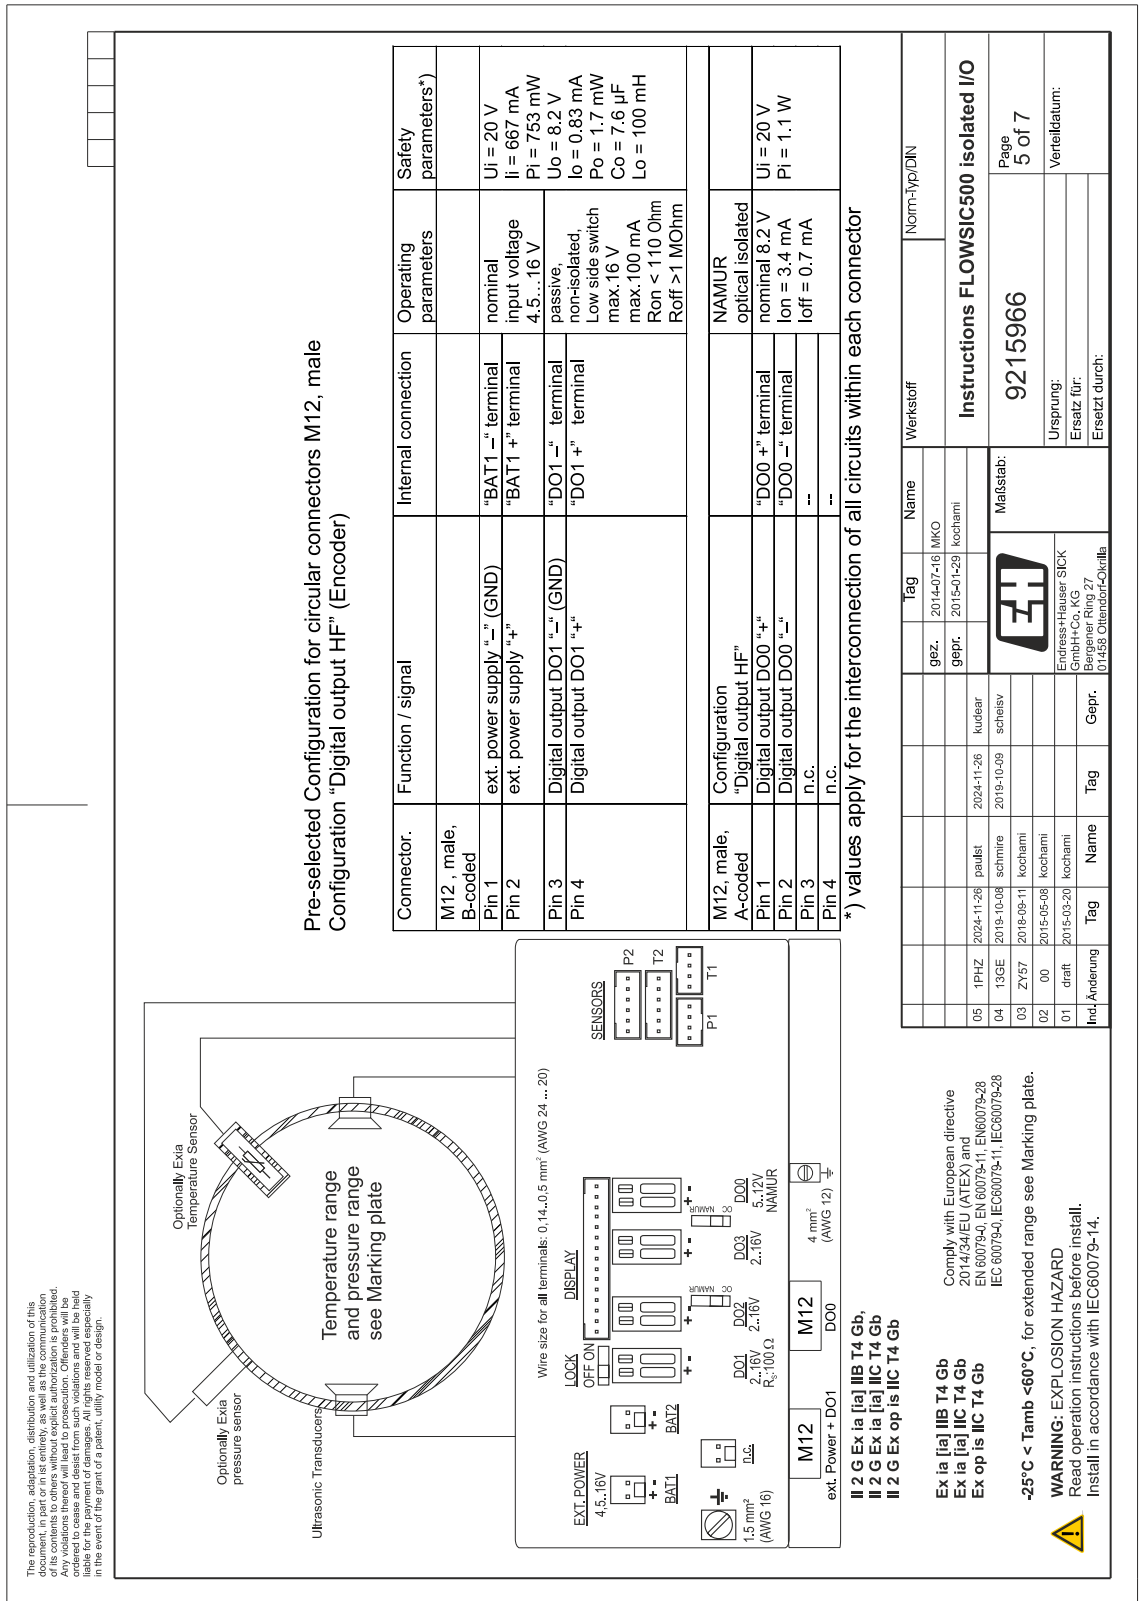 The reproduction, adaptation, distribution and utilization of this
document, in part or in ist entirety, as well as the communication
of its contents to others without explicit authorization is prohibited.
Any violations thereof will lead to prosecution. Offenders will be
ordered to cease and desist from such violations and will be held
liable for the payment of damages. All rights reserved especially
in the event of the grant of a patent, utility model or design.
Optionally Exia
pressure sensor
Optionally Exia
Temperature Sensor
Ultrasonic Transducers
Temperature range
and pressure range
see Marking plate
Wire size for all terminals: 0,14..0.5 mm² (AWG 24 ... 20)
EXT. POWER
4,5..16V
LOCK
OFF ON
DISPLAY
SENSORS
P2
T2
P1
T1
+ -
BAT1
+ -
BAT2
n.c.
+ -
DO1
2..16V
Rs:100 Ω
+ -
DO2
2..16V
OC NAMUR
+ -
DO3
2..16V
OC NAMUR
+ -
DO0
5..12V
NAMUR
1.5 mm²
(AWG 16)
4 mm²
(AWG 12)
M12
ext. Power + DO1
M12
DO0
II 2 G Ex ia [ia] IIB T4 Gb,
II 2 G Ex ia [ia] IIC T4 Gb
II 2 G Ex op is IIC T4 Gb
Ex ia [ia] IIB T4 Gb
Ex ia [ia] IIC T4 Gb
Ex op is IIC T4 Gb
Comply with European directive
2014/34/EU (ATEX) and
EN 60079-0, EN 60079-11, EN60079-28
IEC 60079-0, IEC60079-11, IEC60079-28
-25°C < Tamb <60°C, for extended range see Marking plate.
WARNING: EXPLOSION HAZARD
Read operation instructions before install.
Install in accordance with IEC60079-14.
Pre-selected Configuration for circular connectors M12, male
Configuration “Digital output HF” (Encoder)
Connector. Function / signal Internal connection Operating parameters Safety parameters*)
M12 , male, B-coded
Pin 1 ext. power supply “–” (GND) “BAT1 –“ terminal
Pin 2 ext. power supply “+” “BAT1 +” terminal
nominal
input voltage
4.5…16 V
Pin 3 Digital output DO1 “–“ (GND) “DO1 –“ terminal
Pin 4 Digital output DO1 “+“ “DO1 +” terminal
passive,
non-isolated,
Low side switch
max.16 V
max.100 mA
Ron < 110 Ohm
Roff >1 MOhm
Ui = 20 V
Ii = 667 mA
Pi = 753 mW
Uo = 8.2 V
Io = 0.83 mA
Po = 1.7 mW
Co = 7.6 µF
Lo = 100 mH
M12, male, A-coded Configuration “Digital output HF” NAMUR optical isolated
Pin 1 Digital output DO0 “+“ “DO0 +” terminal nominal 8.2 V Ui = 20 V
Pin 2 Digital output DO0 “–“ “DO0 –“ terminal Ion = 3.4 mA Pi = 1.1 W
Pin 3 n.c. -- Ioff = 0.7 mA
Pin 4 n.c. --
*) values apply for the interconnection of all circuits within each connector
05 1PHZ 2024-11-26 paulst 2024-11-26 kudear
04 13GE 2019-10-08 schmire 2019-10-09 scheisv
03 ZY57 2018-09-11 kochami
02 00 2015-05-08 kochami
01 draft 2015-03-20 kochami
Ind. Änderung Tag Name Tag Gepr.
Tag Name
gez. 2014-07-16 MKO
gepr. 2015-01-29 kochami
EH
Endress+Hauser SICK
GmbH+Co. KG
Bergener Ring 27
01458 Ottendorf-Okrilla
Maßstab:
Werkstoff
Norm-Typ/DIN
Instructions FLOWSIC500 isolated I/O
9215966
Page
5 of 7
Ursprung:
Ersatz für:
Ersetzt durch:
Verteildatum: